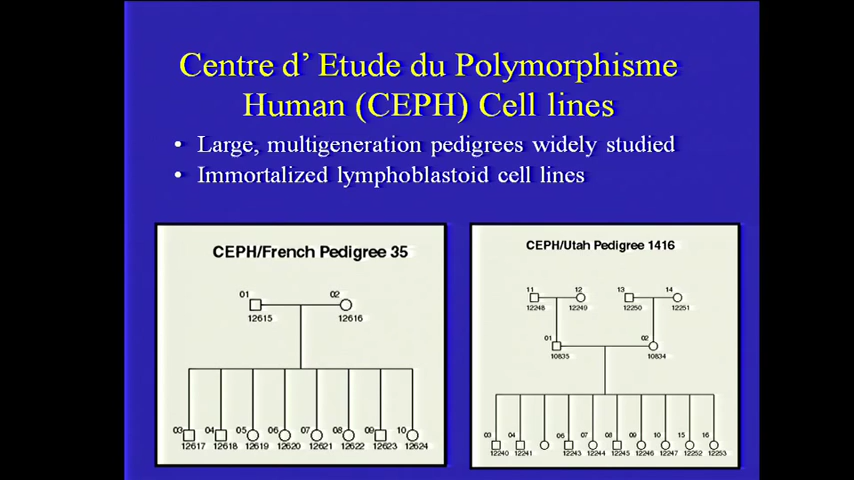 Centre d' Etude du Polymorphisme
Human (CEPH) Cell lines
• Large, multigeneration pedigrees widely studied
• Immortalized lymphoblastoid cell lines
CEPH/French Pedigree 35
01 02
12615 12616
03 04 05 06 07 08 09 10
12617 12618 12619 12620 12621 12622 12623 12624
CEPH/Utah Pedigree 1416
11 12 13 14
12248 12249 12250 12251
01 02
10835 10834
03 04 06 07 08 09 10 15 16
12240 12241 12243 12244 12245 12246 12247 12252 12253